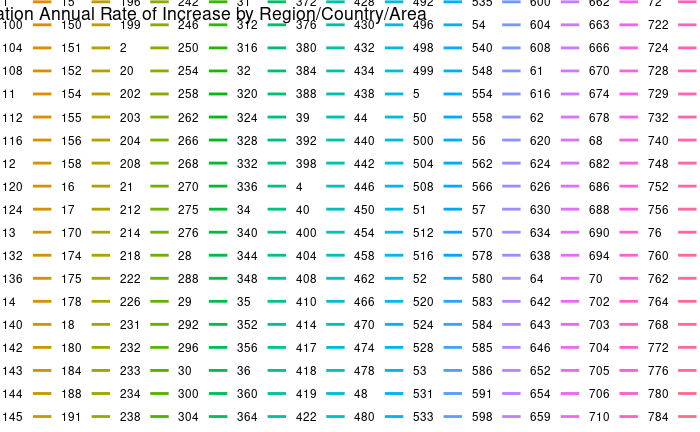 1 15 196 242 31 372 428 492 535 600 662 72
ation Annual Rate of Increase by Region/Country/Area
100 150 199 246 312 376 430 496 54 604 663 722
104 151 2 250 316 380 432 498 540 608 666 724
108 152 20 254 32 384 434 499 548 61 670 728
11 154 202 258 320 388 438 5 554 616 674 729
112 155 203 262 324 39 44 50 558 62 678 732
116 156 204 266 328 392 440 500 56 620 68 740
12 158 208 268 332 398 442 504 562 624 682 748
120 16 21 270 336 4 446 508 566 626 686 752
124 17 212 275 34 40 450 51 57 630 688 756
13 170 214 276 340 400 454 512 570 634 690 76
132 174 218 28 344 404 458 516 578 638 694 760
136 175 222 288 348 408 462 52 580 64 70 762
14 178 226 29 35 410 466 520 583 642 702 764
140 18 231 292 352 414 470 524 584 643 703 768
142 180 232 296 356 417 474 528 585 646 704 772
143 184 233 30 36 418 478 53 586 652 705 776
144 188 234 300 360 419 48 531 591 654 706 780
145 191 238 304 364 422 480 533 598 659 710 784